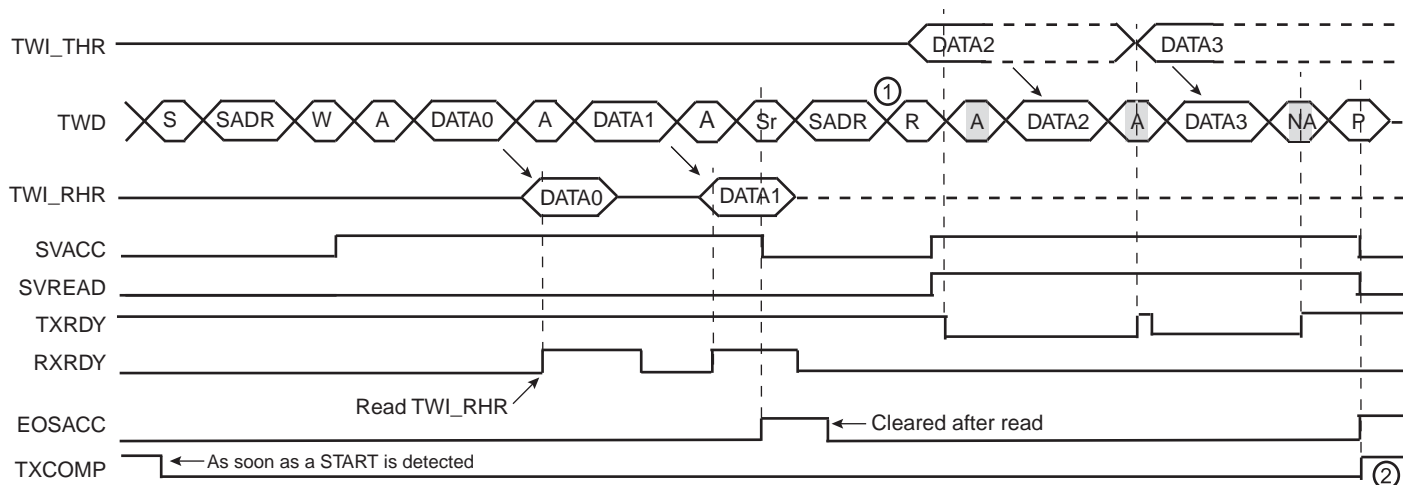 TWI_THR DATA2 DATA3
①
TWD S SADR W A DATA0 A DATA1 A Sr SADR R A DATA2 A DATA3 NA P
TWI_RHR DATA0 DATA1
SVACC
SVREAD
TXRDY
RXRDY
Read TWI_RHR
EOSACC Cleared after read
TXCOMP As soon as a START is detected ②